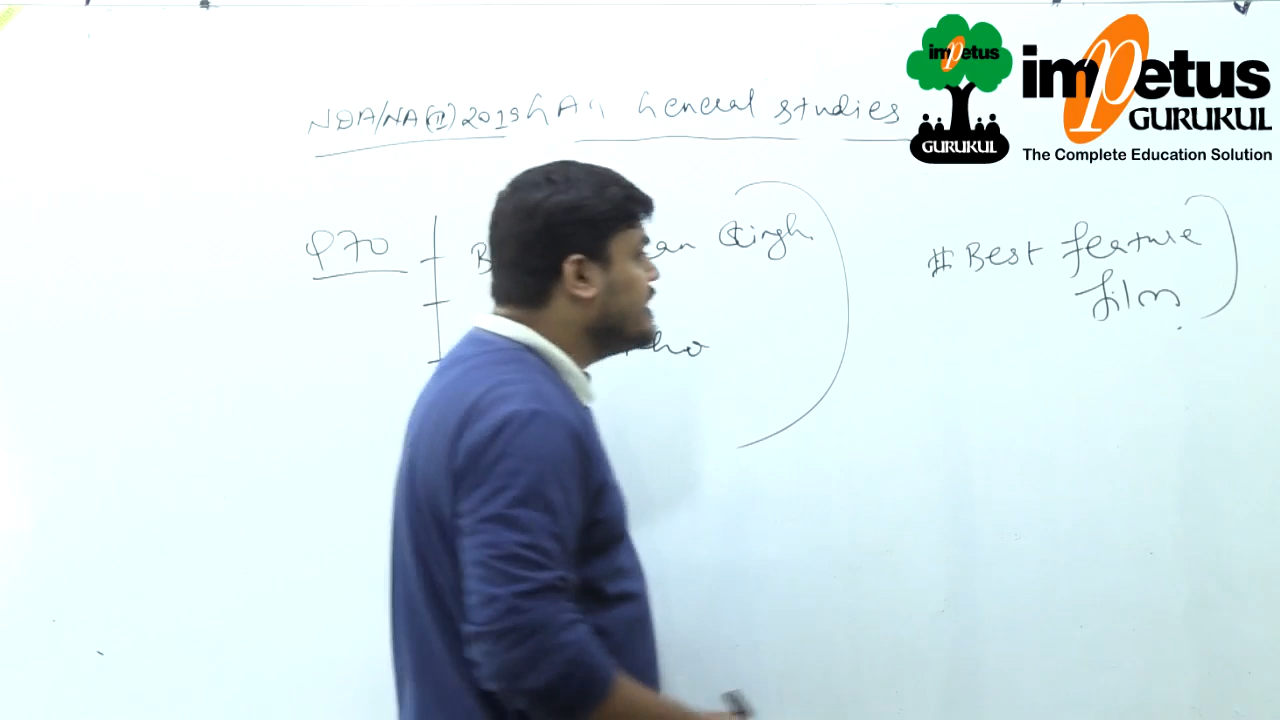 NDA/NA(II) 2019 GAT General studies
impetus
GURUKUL
impetus
GURUKUL
The Complete Education Solution
Q70
B
an Singh
# Best feature
film